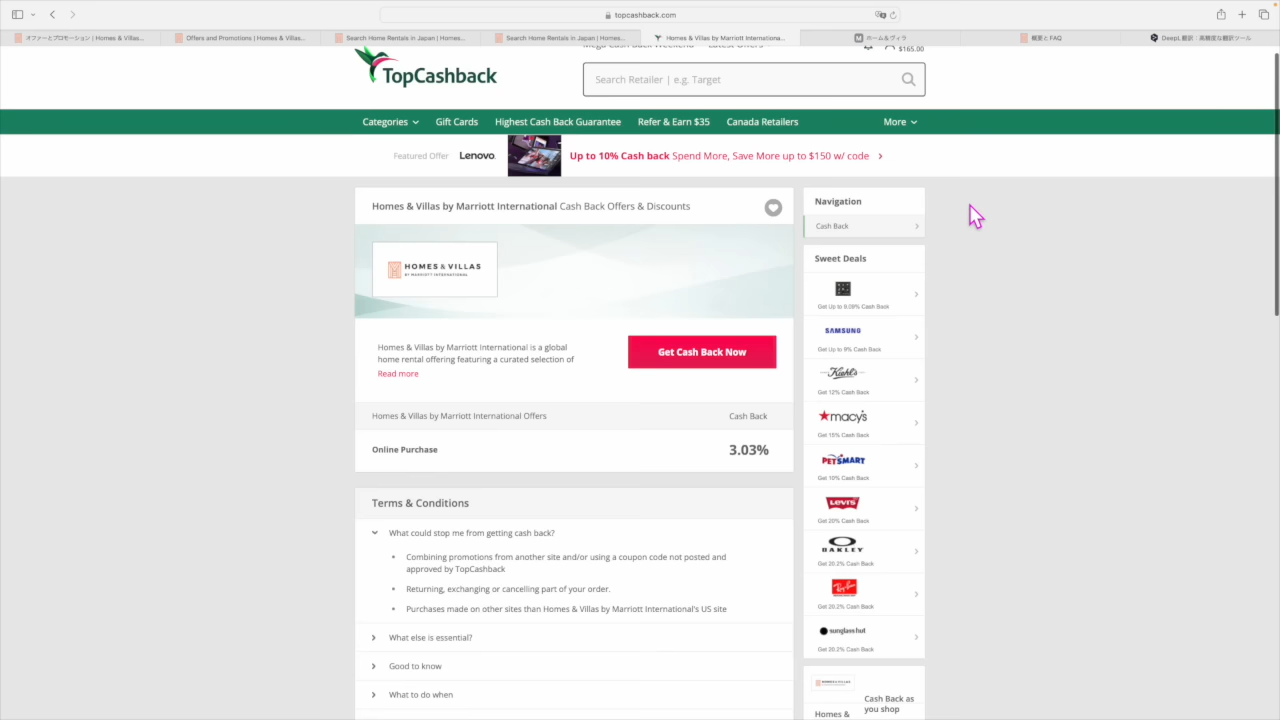 topcashback.com
オファーとプロモーション | Homes & Villas...
Offers and Promotions | Homes & Villas...
Search Home Rentals in Japan | Homes...
Search Home Rentals in Japan | Homes...
Homes & Villas by Marriott Internationa...
ホーム＆ヴィラ
概要とFAQ
DeepL 翻訳：高精度な翻訳ツール
Mega Cash Back Weekend
Latest Offers
$165.00
TopCashback
Search Retailer | e.g. Target
Categories
Gift Cards
Highest Cash Back Guarantee
Refer & Earn $35
Canada Retailers
More
Featured Offer
Lenovo
Up to 10% Cash back Spend More, Save More up to $150 w/ code
Homes & Villas by Marriott International Cash Back Offers & Discounts
HOMES & VILLAS
BY MARRIOTT INTERNATIONAL
Homes & Villas by Marriott International is a global
home rental offering featuring a curated selection of
Read more
Get Cash Back Now
Homes & Villas by Marriott International Offers
Cash Back
Online Purchase
3.03%
Terms & Conditions
What could stop me from getting cash back?
• Combining promotions from another site and/or using a coupon code not posted and
approved by TopCashback
• Returning, exchanging or cancelling part of your order.
• Purchases made on other sites than Homes & Villas by Marriott International's US site
What else is essential?
Good to know
What to do when
Navigation
Cash Back
Sweet Deals
Get Up to 9.09% Cash Back
SAMSUNG
Get Up to 9% Cash Back
Kiehl's
Get 12% Cash Back
macy's
Get 15% Cash Back
PETSMART
Get 10% Cash Back
LEVI'S
Get 20% Cash Back
OAKLEY
Get 20.2% Cash Back
Ray-Ban
Get 20.2% Cash Back
sunglass hut
Get 20.2% Cash Back
HOMES & VILLAS
Homes &
Cash Back as
you shop